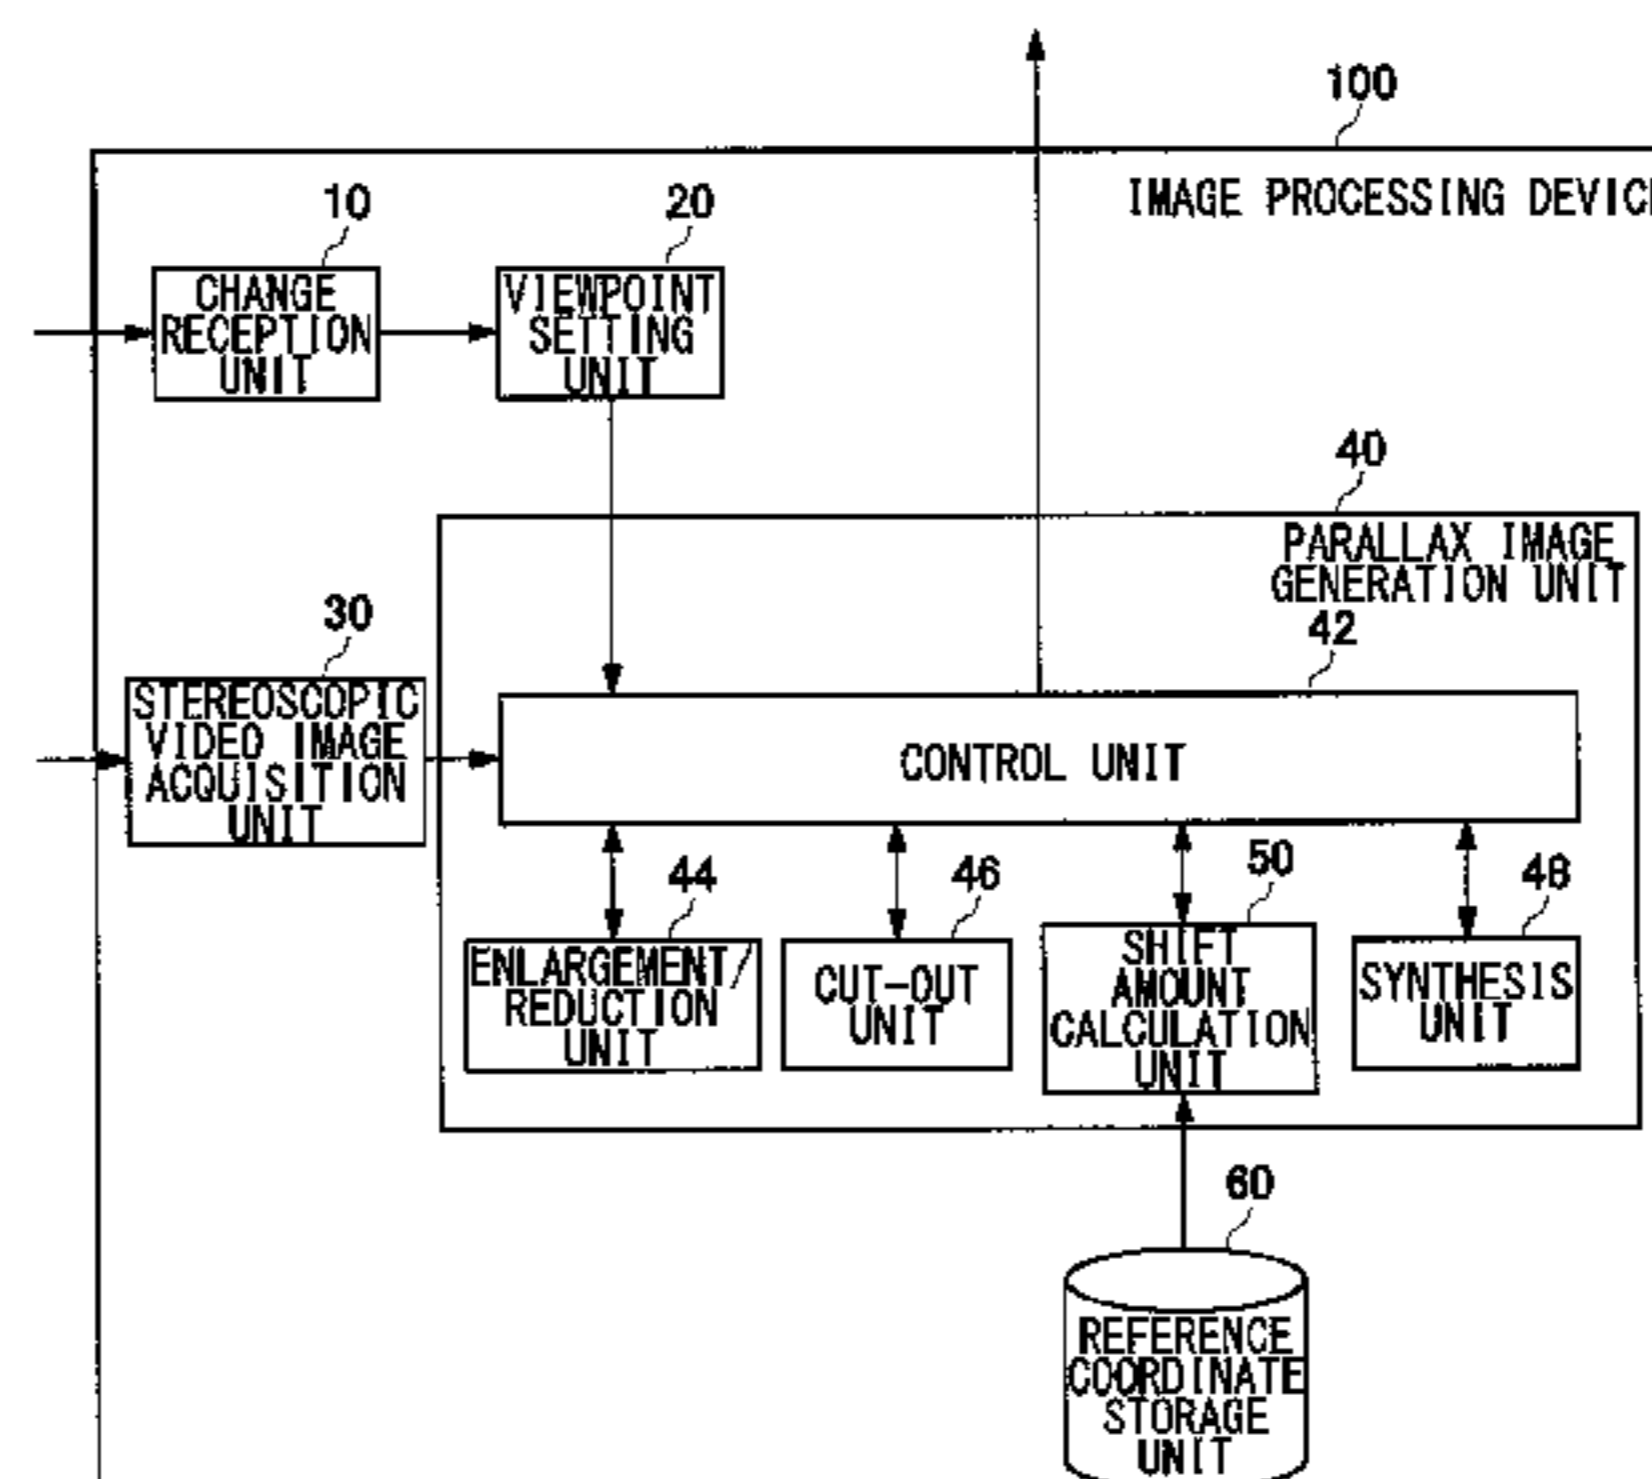 100
IMAGE PROCESSING DEVICE
10
20
CHANGE
RECEPTION
UNIT
VIEWPOINT
SETTING
UNIT
40
PARALLAX IMAGE
GENERATION UNIT
30
42
STEREOSCOPIC
VIDEO IMAGE
ACQUISITION
UNIT
CONTROL UNIT
44
46
50
48
ENLARGEMENT/
REDUCTION
UNIT
CUT-OUT
UNIT
SHIFT
AMOUNT
CALCULATION
UNIT
SYNTHESIS
UNIT
60
REFERENCE
COORDINATE
STORAGE
UNIT